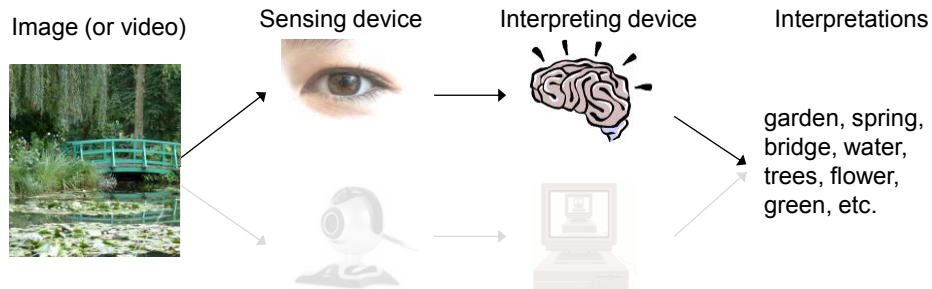 Image (or video)
Sensing device
Interpreting device
Interpretations
garden, spring,
bridge, water,
trees, flower,
green, etc.